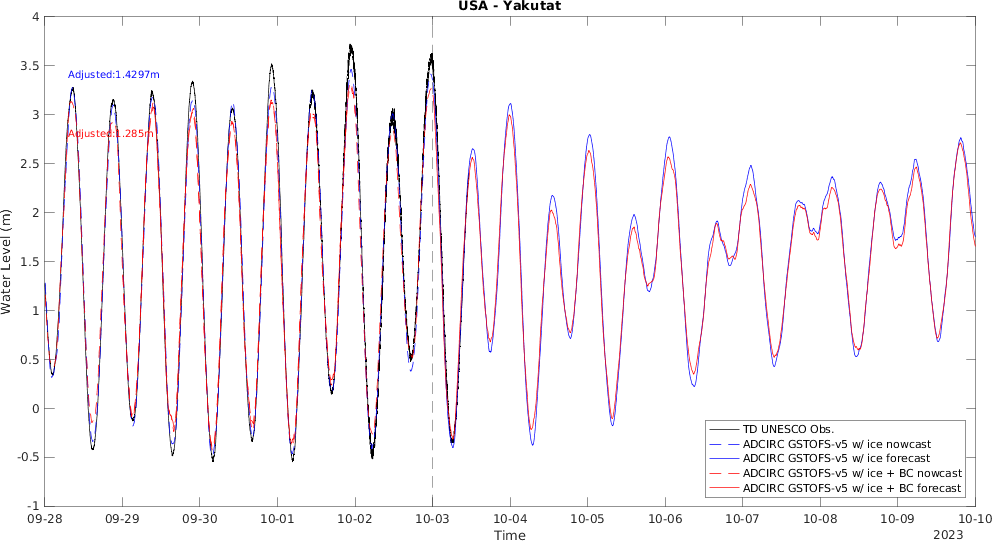 USA - Yakutat
4
3.5
3
2.5
2
1.5
1
0.5
0
-0.5
-1
Water Level (m)
Adjusted:1.4297m
Adjusted:1.285m
TD UNESCO Obs.
ADCIRC GSTOFS-v5 w/ ice nowcast
ADCIRC GSTOFS-v5 w/ ice forecast
ADCIRC GSTOFS-v5 w/ ice + BC nowcast
ADCIRC GSTOFS-v5 w/ ice + BC forecast
09-28 09-29 09-30 10-01 10-02 10-03 10-04 10-05 10-06 10-07 10-08 10-09 10-10
Time
2023